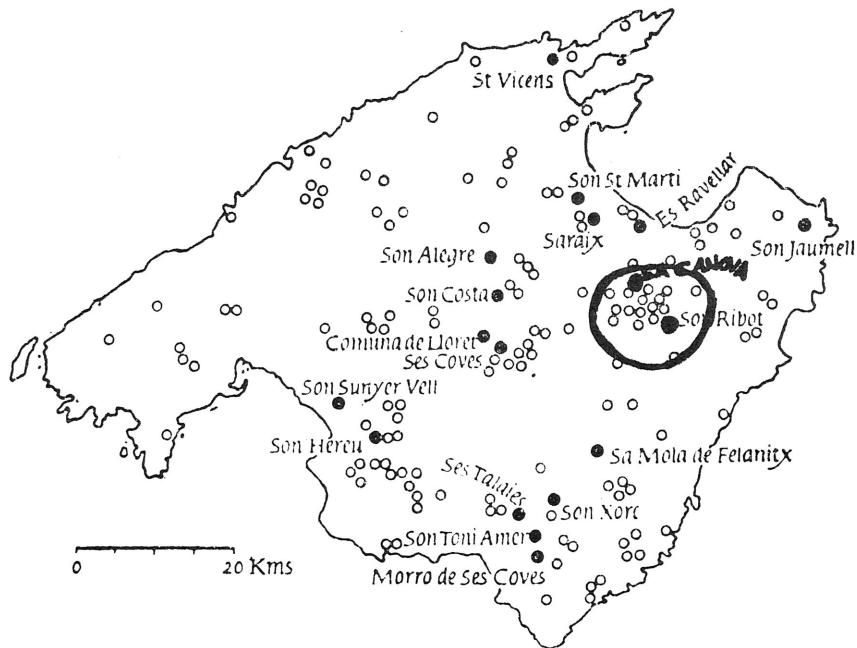 St Vicens
Son St Marti
Es Ravellar
Saraix
Son Jaumell
Son Alegre
SA CANOVA
Son Costa
Son Ribot
Comuna de Lloret
Ses Coves
Son Sunyer Vell
Son Hereu
Sa Mola de Felanitx
Ses Talaies
Son Xorc
Son Toni Amer
Morro de Ses Coves
0 20 Kms